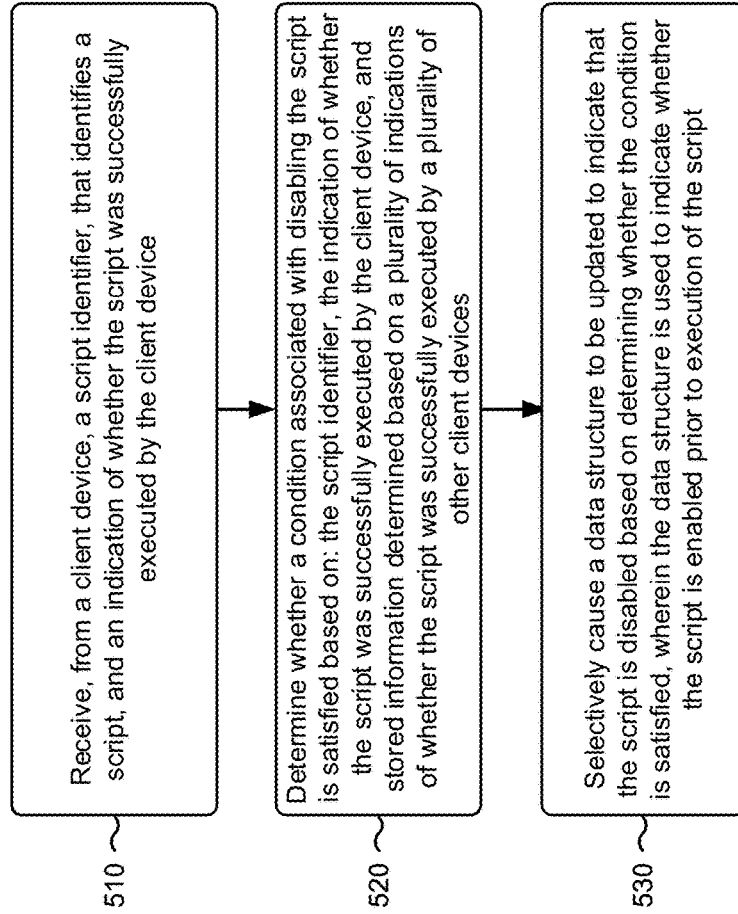 510
Receive, from a client device, a script identifier, that identifies a
script, and an indication of whether the script was successfully
executed by the client device
520
Determine whether a condition associated with disabling the script
is satisfied based on: the script identifier, the indication of whether
the script was successfully executed by the client device, and
stored information determined based on a plurality of indications
of whether the script was successfully executed by a plurality of
other client devices
530
Selectively cause a data structure to be updated to indicate that
the script is disabled based on determining whether the condition
is satisfied, wherein the data structure is used to indicate whether
the script is enabled prior to execution of the script